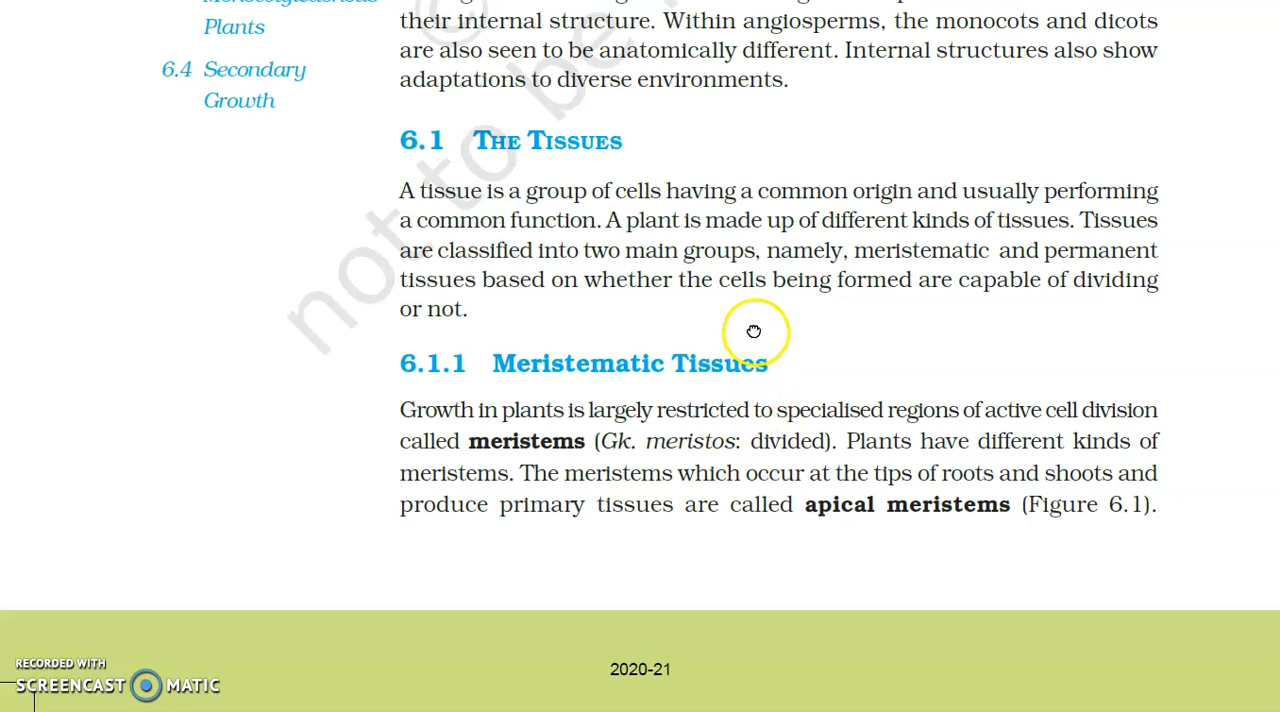 Plants
6.4 Secondary
Growth
their internal structure. Within angiosperms, the monocots and dicots
are also seen to be anatomically different. Internal structures also show
adaptations to diverse environments.
6.1 THE TISSUES
A tissue is a group of cells having a common origin and usually performing
a common function. A plant is made up of different kinds of tissues. Tissues
are classified into two main groups, namely, meristematic and permanent
tissues based on whether the cells being formed are capable of dividing
or not.
6.1.1 Meristematic Tissues
Growth in plants is largely restricted to specialised regions of active cell division
called meristems (Gk. meristos: divided). Plants have different kinds of
meristems. The meristems which occur at the tips of roots and shoots and
produce primary tissues are called apical meristems (Figure 6.1).
not to be
©
2020-21
RECORDED WITH
SCREENCAST MATIC